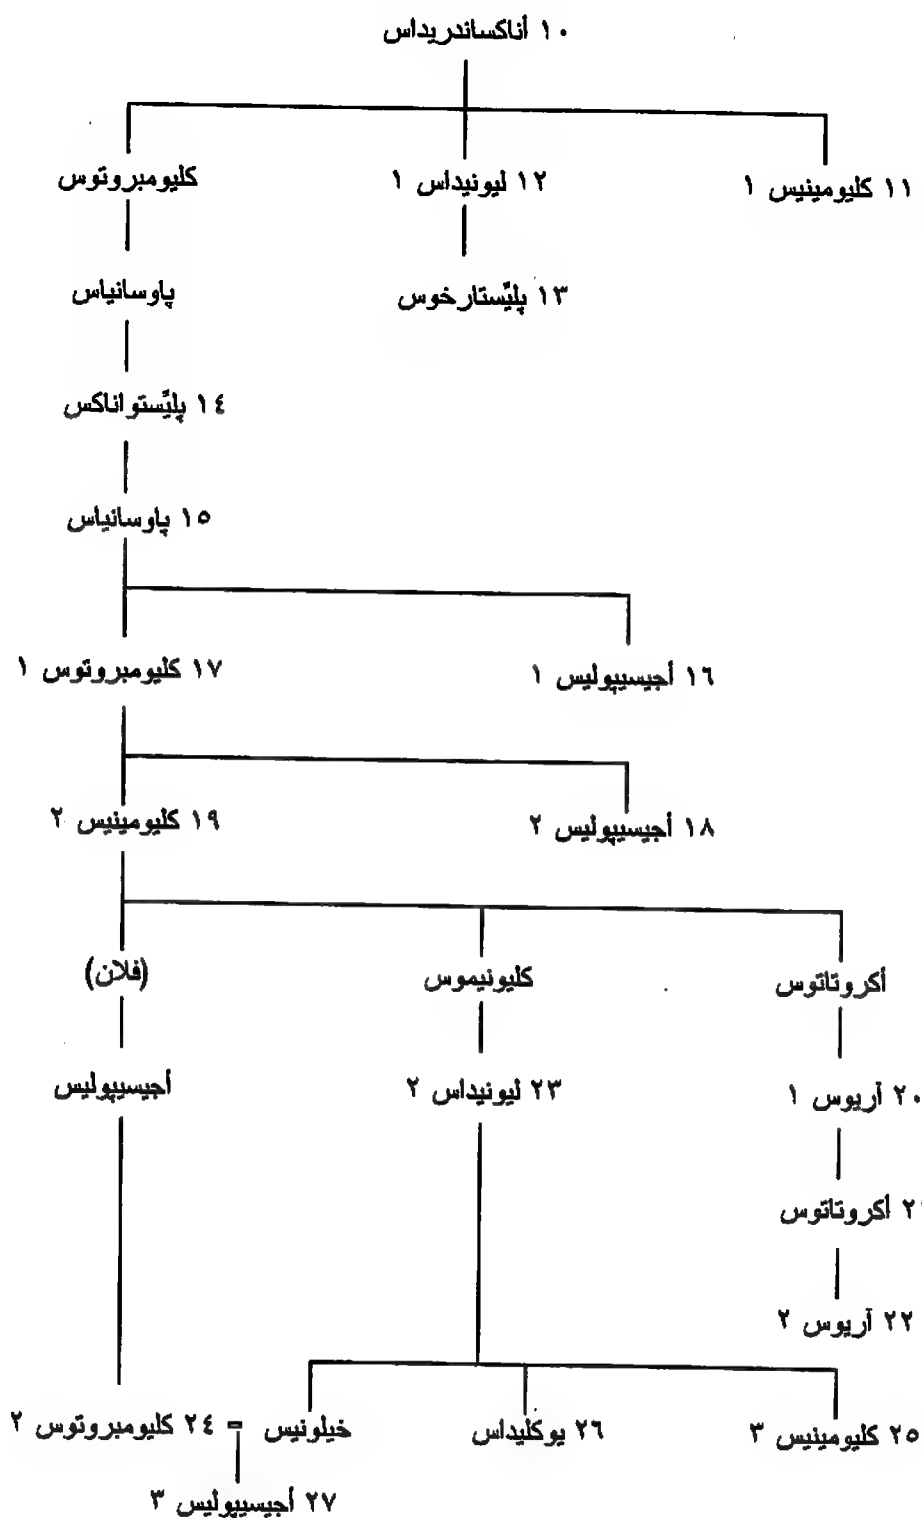 ١٠ أناكساندريداس
١١ كليومينيس ١ ١٢ ليونيداس ١ كليومبروتوس
١٣ پليِّستارخوس پاوسانياس
١٤ پليِّستواناكس
١٥ پاوسانياس
١٦ أجيسيپوليس ١ ١٧ كليومبروتوس ١
١٨ أجيسيپوليس ٢ ١٩ كليومينيس ٢
أكروتاتوس كليونيموس (فلان)
٢٠ آريوس ١ ٢٣ ليونيداس ٢ أجيسيپوليس
٢١ أكروتاتوس
٢٢ آريوس ٢
٢٥ كليومينيس ٣ ٢٦ يوكليداس خيلونيس = ٢٤ كليومبروتوس ٢
٢٧ أجيسيپوليس ٣